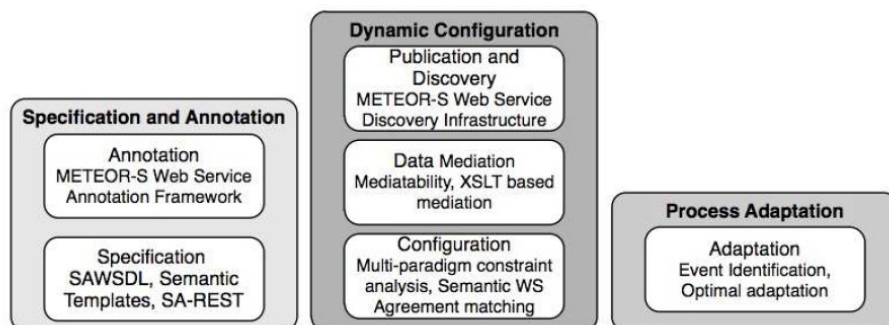 Specification and Annotation
Annotation
METEOR-S Web Service
Annotation Framework
Specification
SAWSDL, Semantic
Templates, SA-REST
Dynamic Configuration
Publication and
Discovery
METEOR-S Web Service
Discovery Infrastructure
Data Mediation
Mediatability, XSLT based
mediation
Configuration
Multi-paradigm constraint
analysis, Semantic WS
Agreement matching
Process Adaptation
Adaptation
Event Identification,
Optimal adaptation